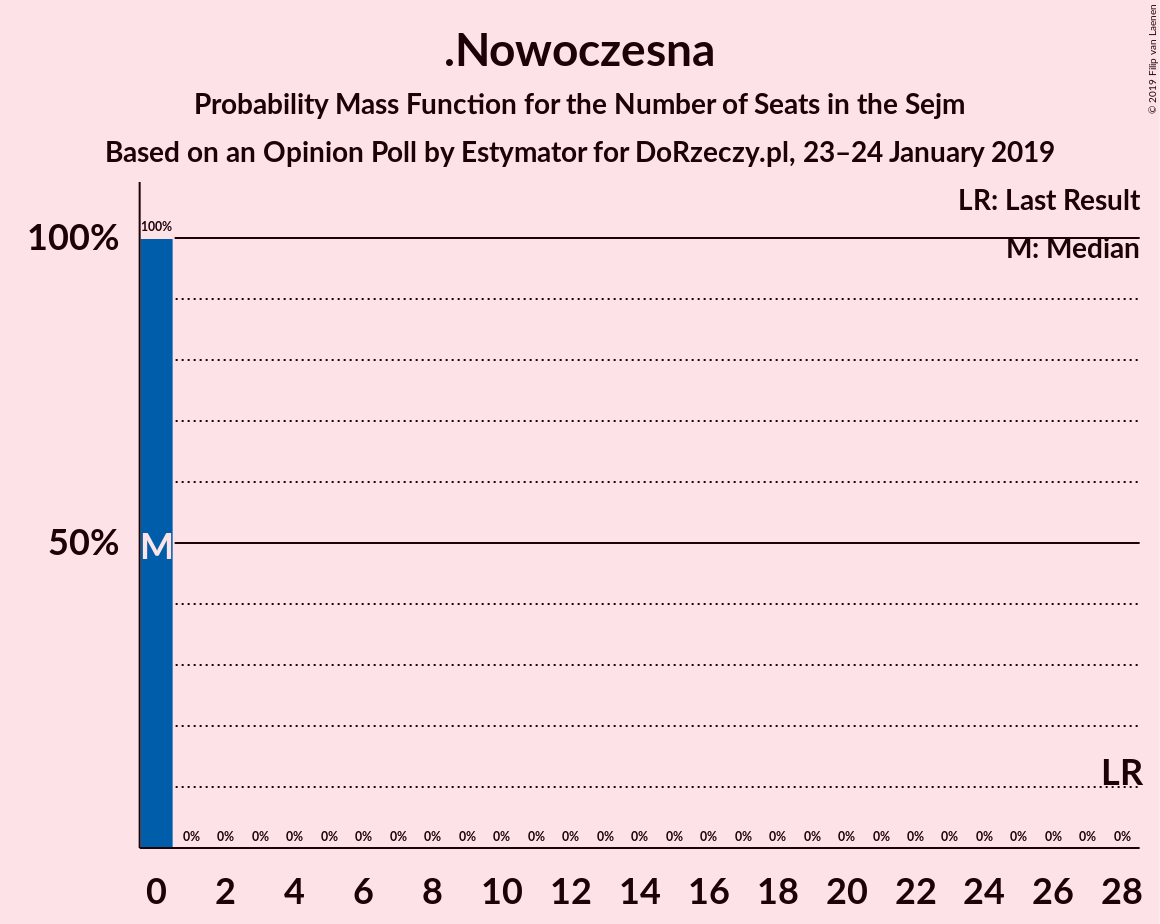 .Nowoczesna
Probability Mass Function for the Number of Seats in the Sejm
Based on an Opinion Poll by Estymator for DoRzeczy.pl, 23–24 January 2019
© 2019 Filip van Laenen
LR: Last Result
M: Median
100%
100%
50%
M
LR
0% 0% 0% 0% 0% 0% 0% 0% 0% 0% 0% 0% 0% 0% 0% 0% 0% 0% 0% 0% 0% 0% 0% 0% 0% 0% 0% 0%
0 2 4 6 8 10 12 14 16 18 20 22 24 26 28